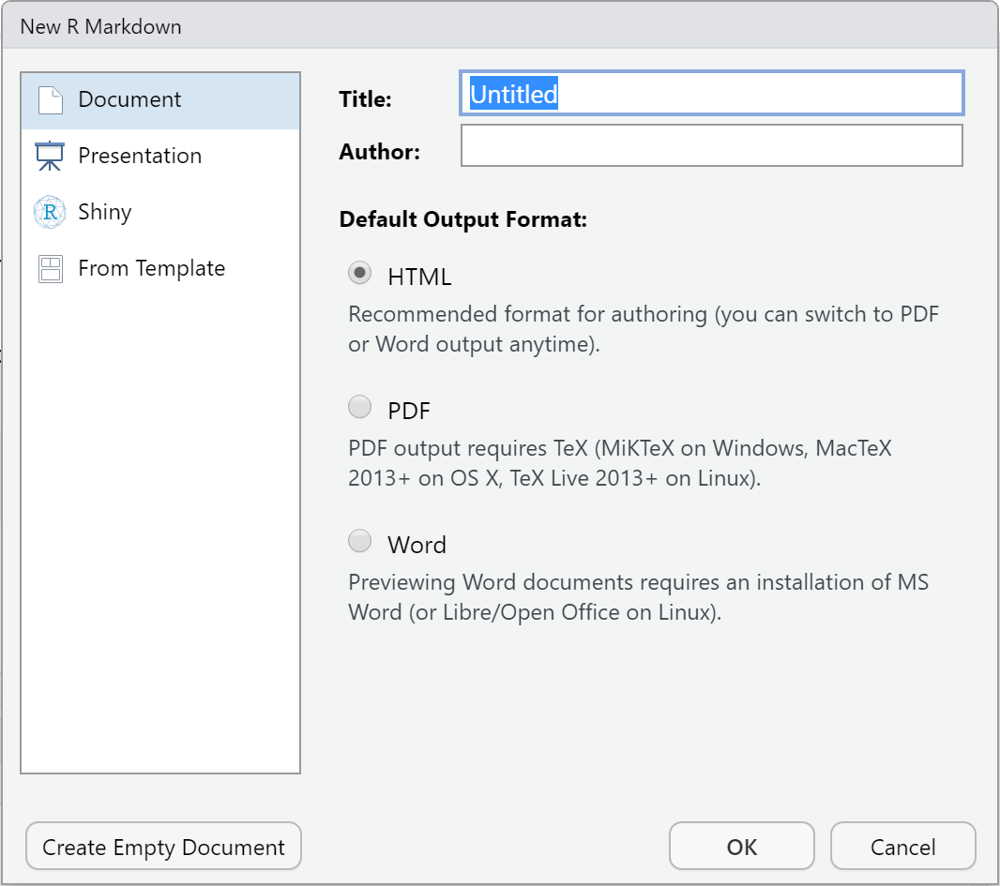 New R Markdown
Document
Presentation
R
Shiny
From Template
Title:
Untitled
Author:
Default Output Format:
HTML
Recommended format for authoring (you can switch to PDF
or Word output anytime).
PDF
PDF output requires TeX (MiKTeX on Windows, MacTeX
2013+ on OS X, TeX Live 2013+ on Linux).
Word
Previewing Word documents requires an installation of MS
Word (or Libre/Open Office on Linux).
Create Empty Document
OK
Cancel